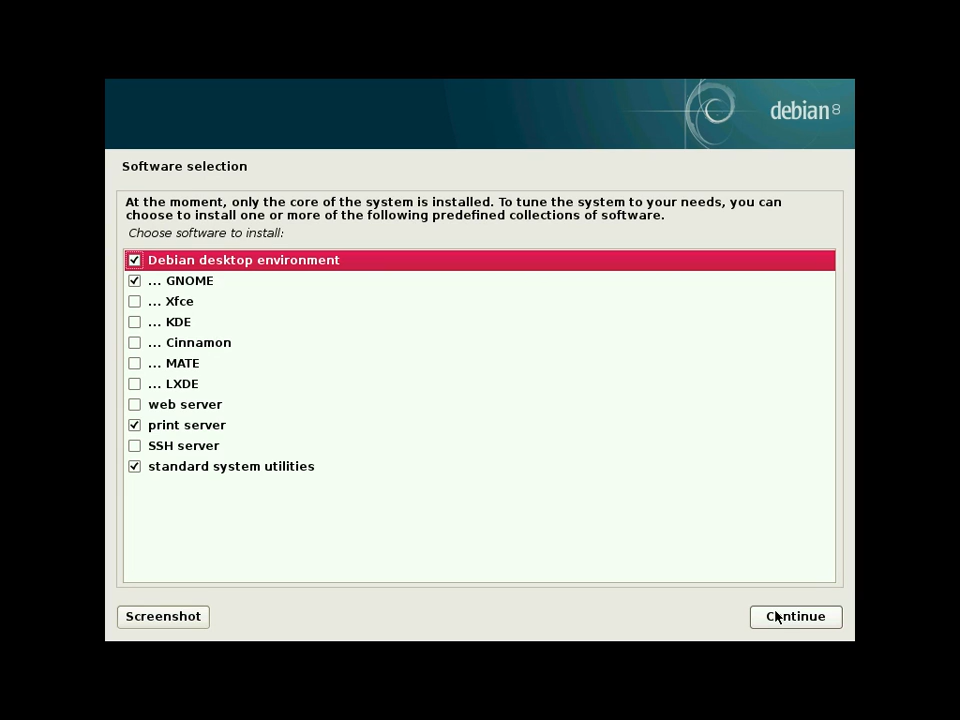 debian 8
Software selection
At the moment, only the core of the system is installed. To tune the system to your needs, you can
choose to install one or more of the following predefined collections of software.
Choose software to install:
Debian desktop environment
... GNOME
... Xfce
... KDE
... Cinnamon
... MATE
... LXDE
web server
print server
SSH server
standard system utilities
Screenshot
Continue